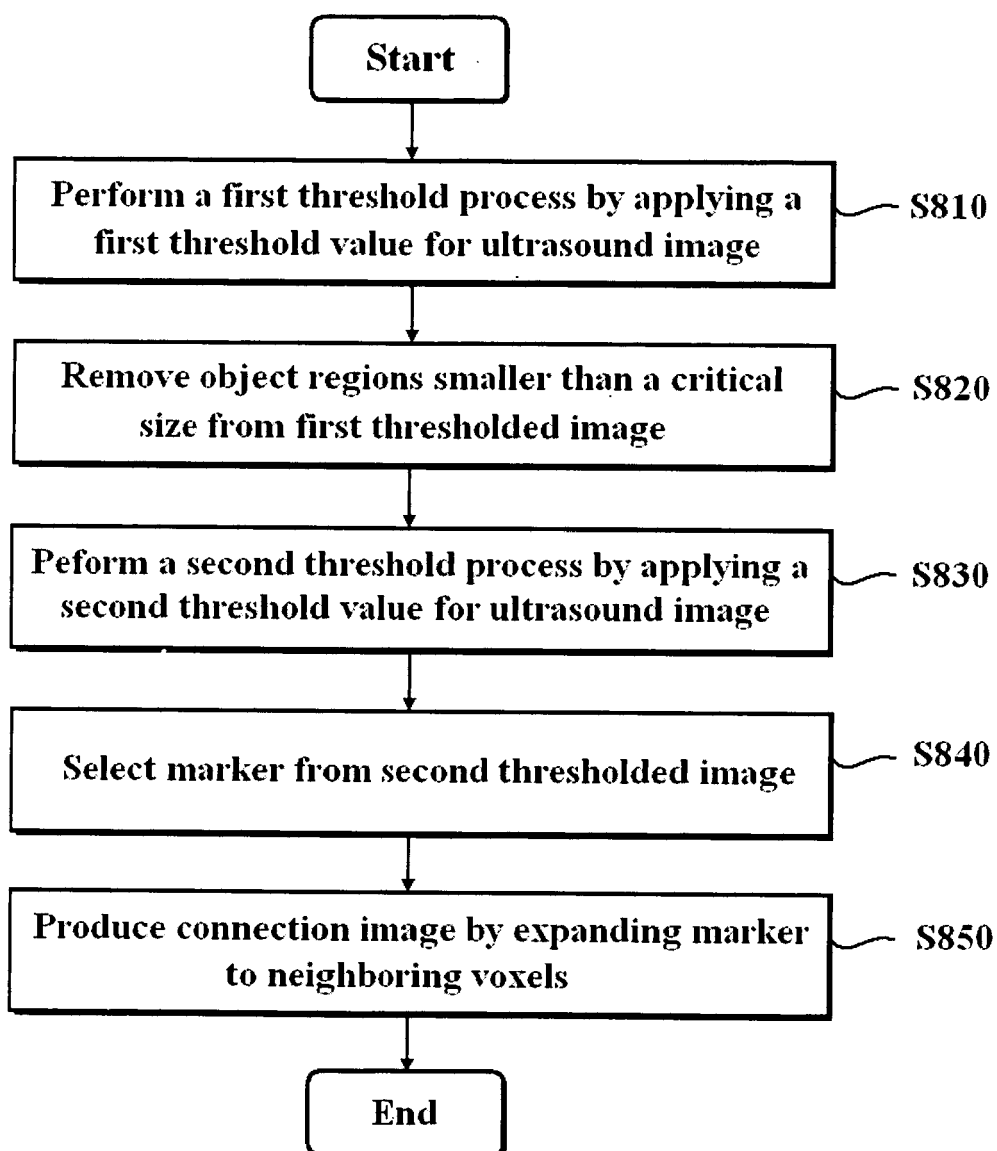 Start
Perform a first threshold process by applying a
first threshold value for ultrasound image
S810
Remove object regions smaller than a critical
size from first thresholded image
S820
Peform a second threshold process by applying a
second threshold value for ultrasound image
S830
Select marker from second thresholded image
S840
Produce connection image by expanding marker
to neighboring voxels
S850
End